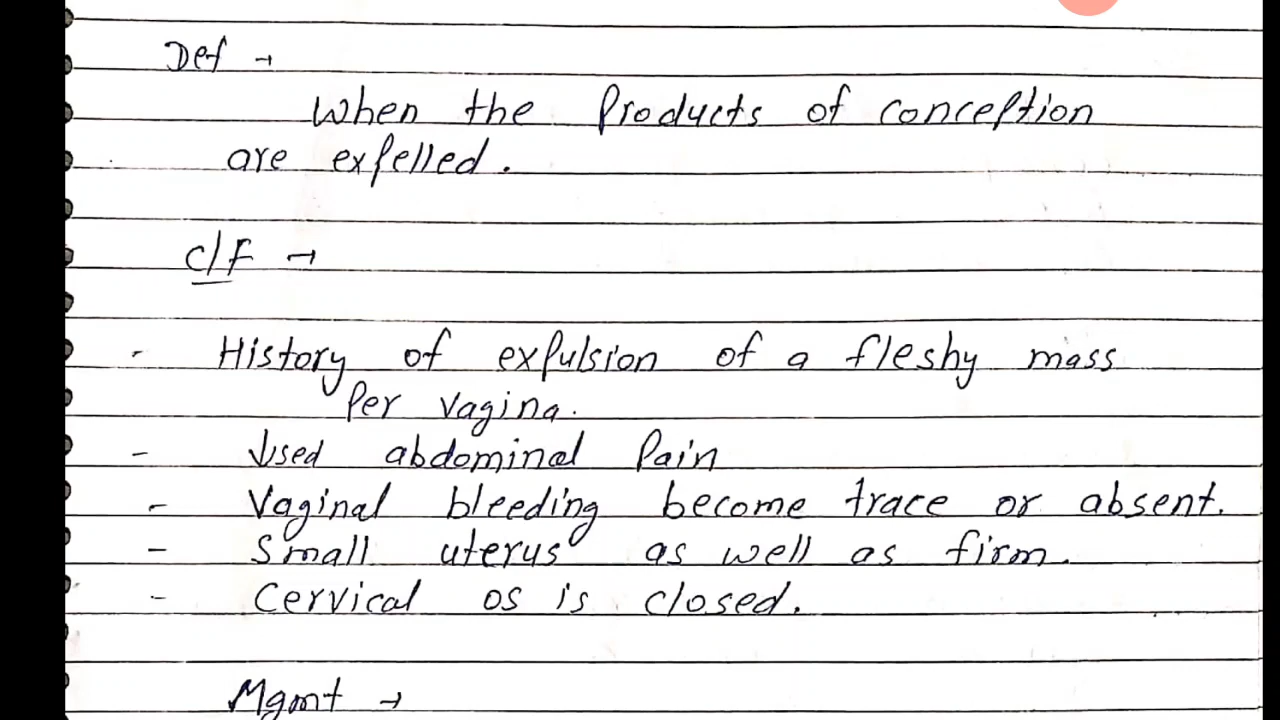 Def →
When the Products of conception
are expelled.
C/F →
- History of expulsion of a fleshy mass
Per vagina.
- ↓sed abdominal Pain
- Vaginal bleeding become trace or absent.
- Small uterus as well as firm.
- Cervical os is closed.
Mgmt →